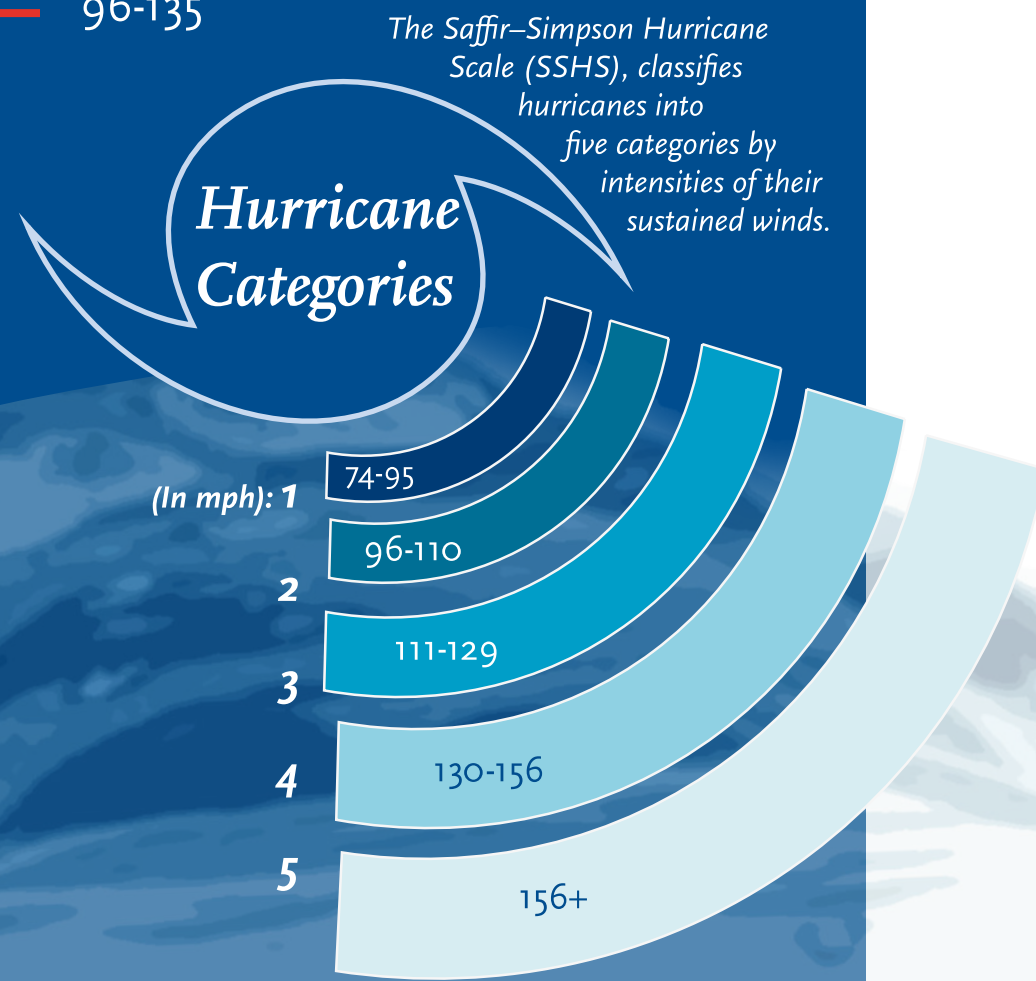 96-135
The Saffir–Simpson Hurricane
Scale (SSHS), classifies
hurricanes into
five categories by
intensities of their
sustained winds.
Hurricane
Categories
(In mph): 1
74-95
2
96-110
3
111-129
4
130-156
5
156+